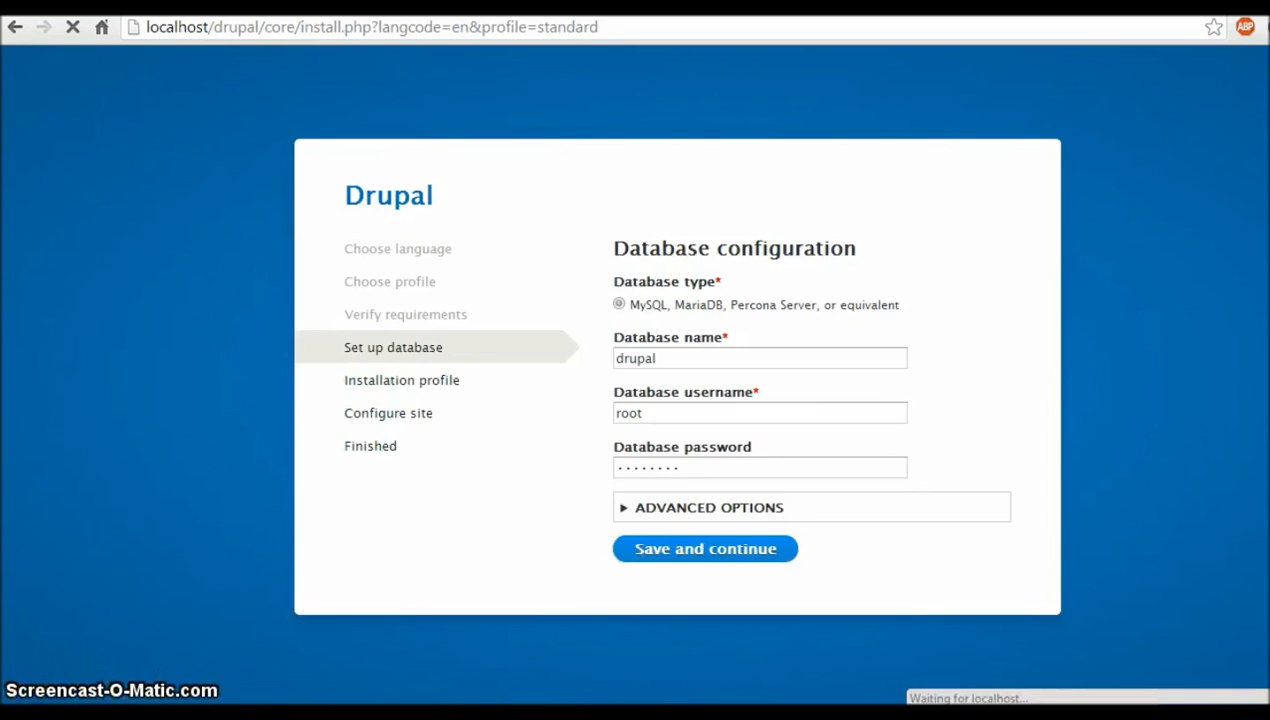 localhost/drupal/core/install.php?langcode=en&profile=standard
ABP
Drupal
Choose language
Choose profile
Verify requirements
Set up database
Installation profile
Configure site
Finished
Database configuration
Database type*
MySQL, MariaDB, Percona Server, or equivalent
Database name*
drupal
Database username*
root
Database password
........
ADVANCED OPTIONS
Save and continue
Screencast-O-Matic.com
Waiting for localhost...